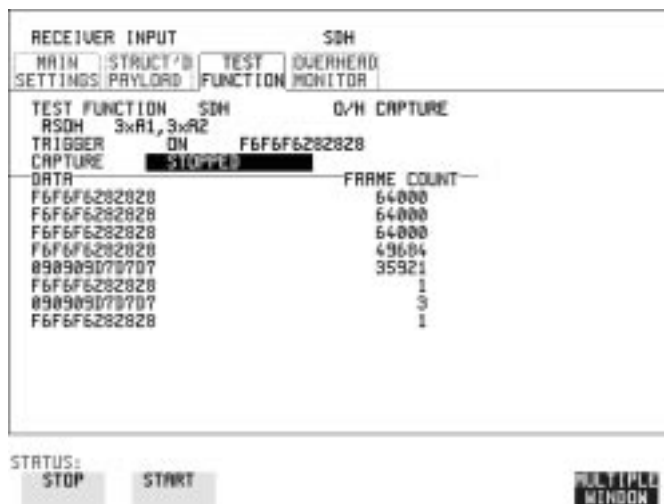 RECEIVER INPUT SDH
MAIN SETTINGS STRUCT'D PAYLOAD TEST FUNCTION OVERHEAD MONITOR
TEST FUNCTION SDH O/H CAPTURE
RSOH 3xA1,3xA2
TRIGGER ON F6F6F6282828
CAPTURE STOPPED
DATA FRAME COUNT
F6F6F6282828 64000
F6F6F6282828 64000
F6F6F6282828 64000
F6F6F6282828 49684
090909D7D7D7 35921
F6F6F6282828 1
090909D7D7D7 3
F6F6F6282828 1
STATUS:
STOP START MULTIPLE WINDOW